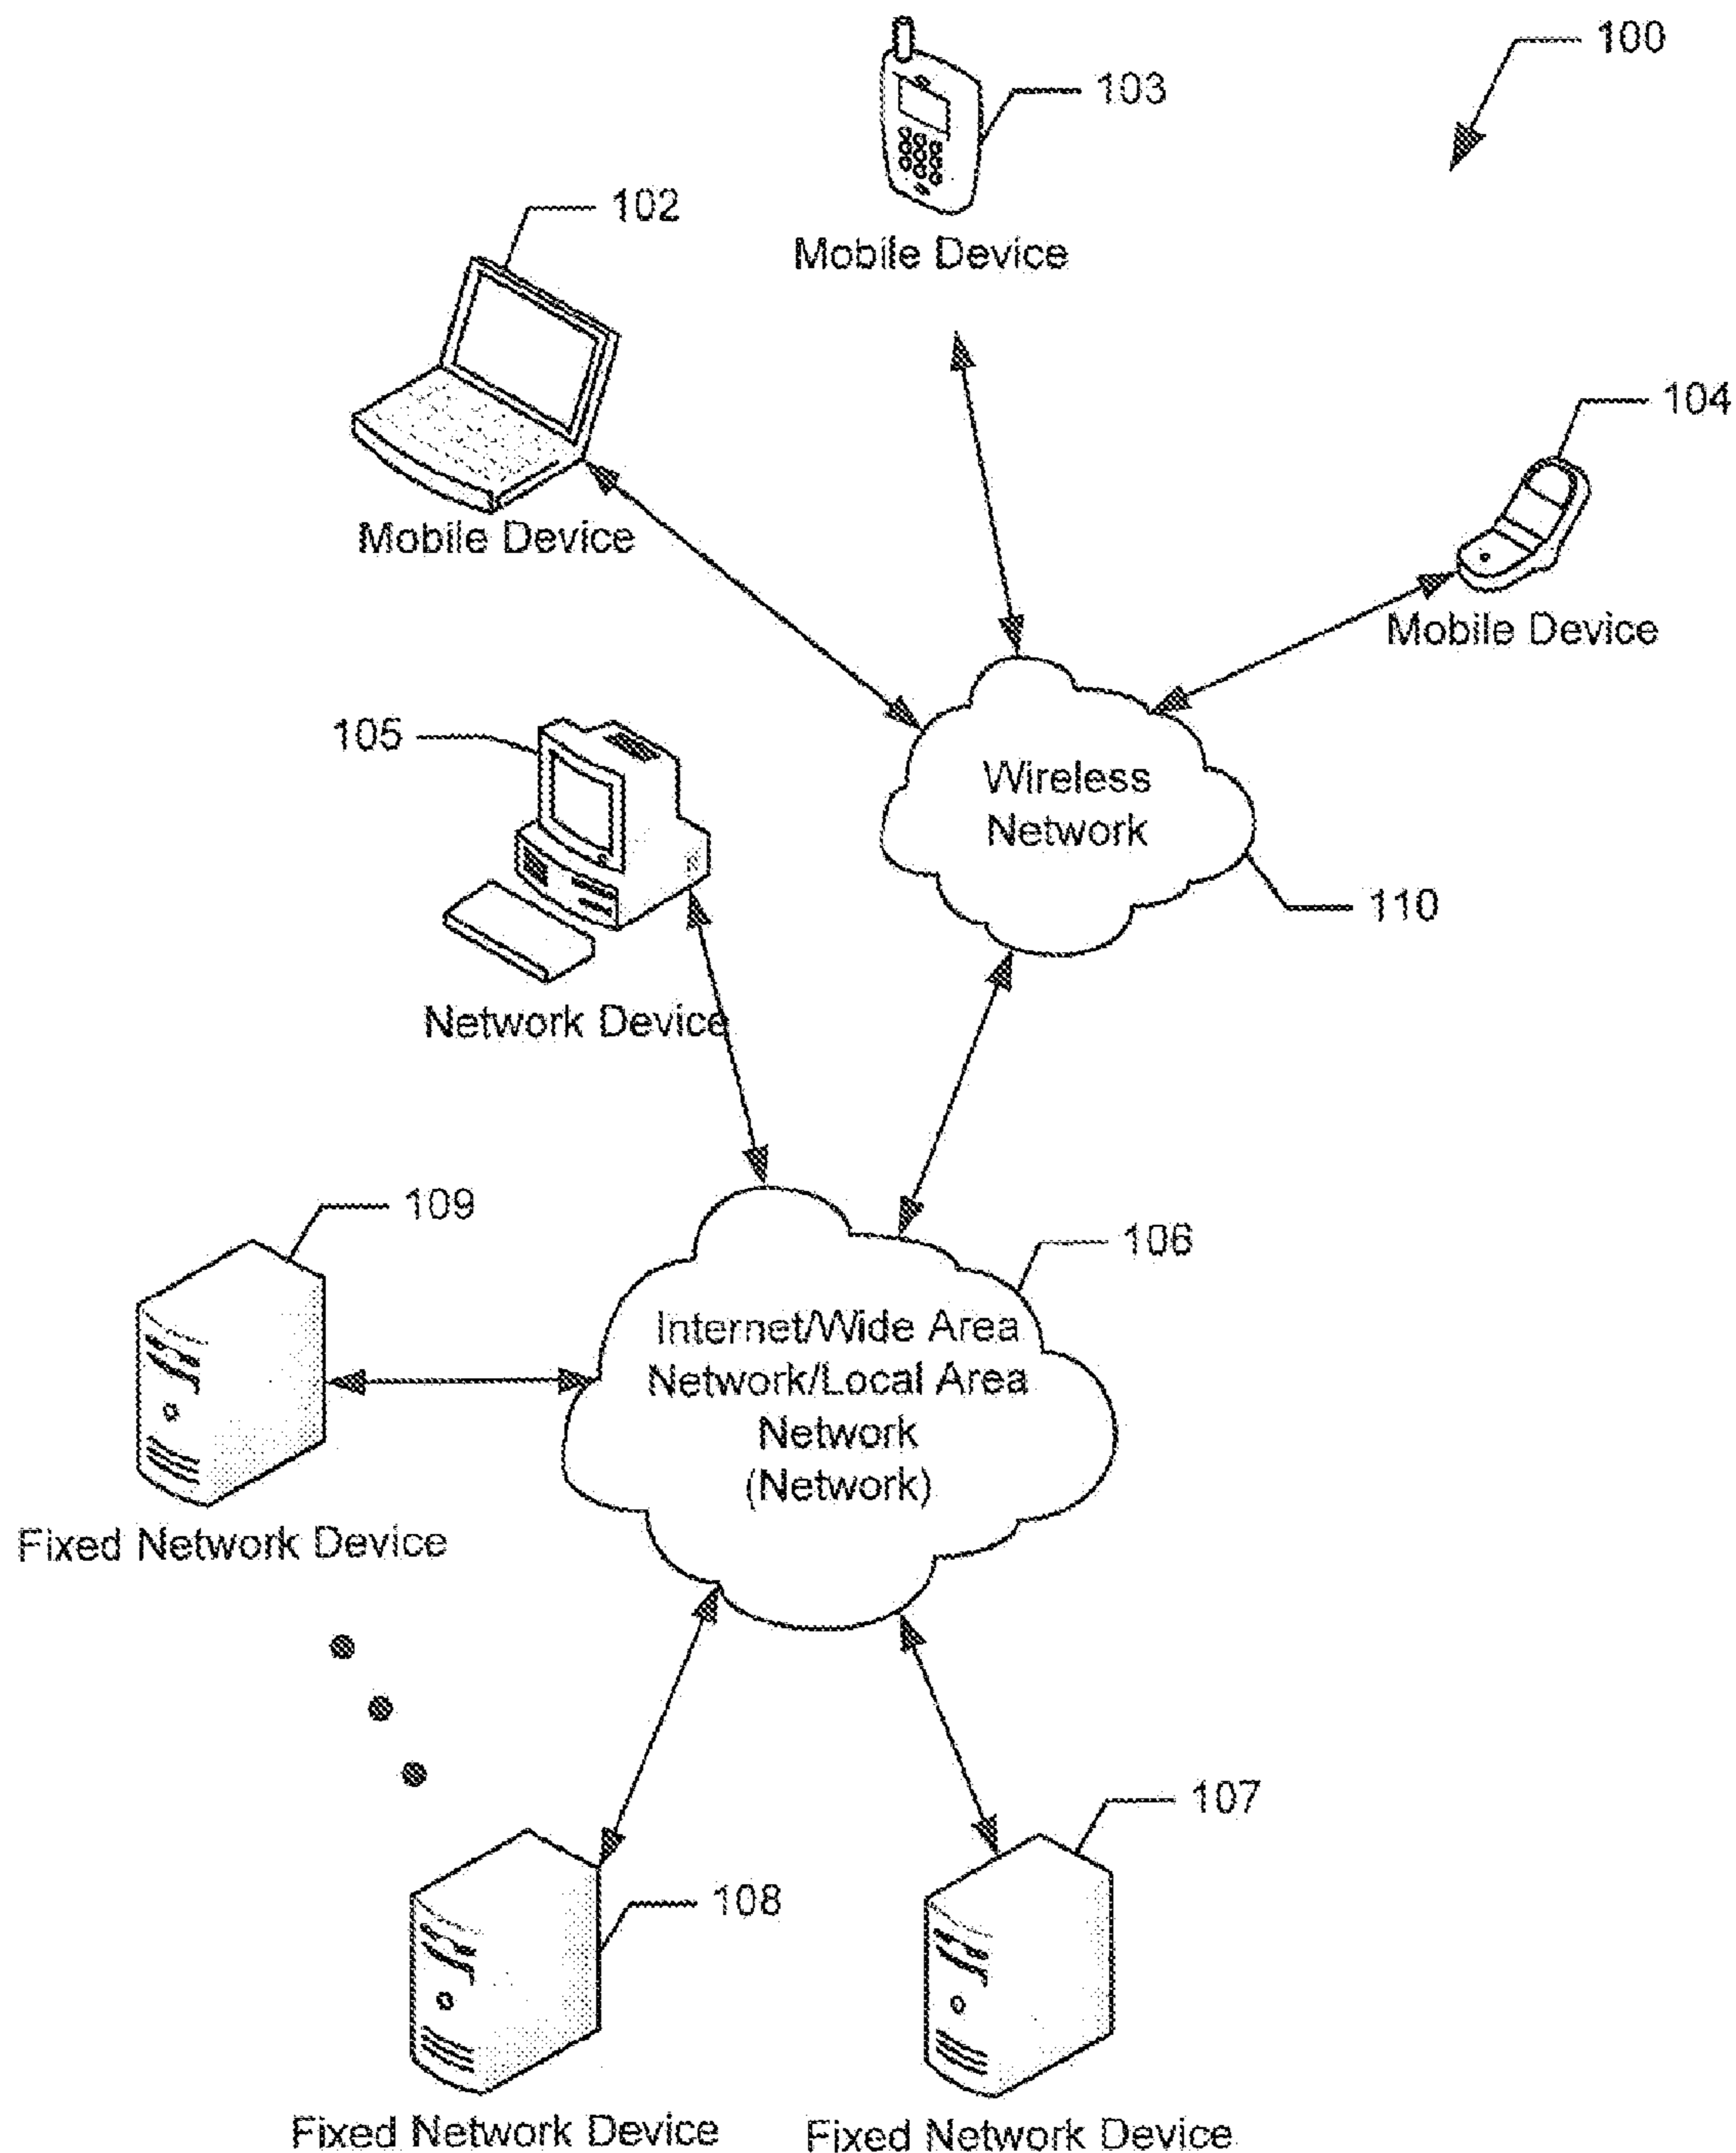 100
103
Mobile Device
102
Mobile Device
104
Mobile Device
105
Network Device
Wireless
Network
110
109
Fixed Network Device
106
Internet/Wide Area
Network/Local Area
Network
(Network)
108
Fixed Network Device
107
Fixed Network Device